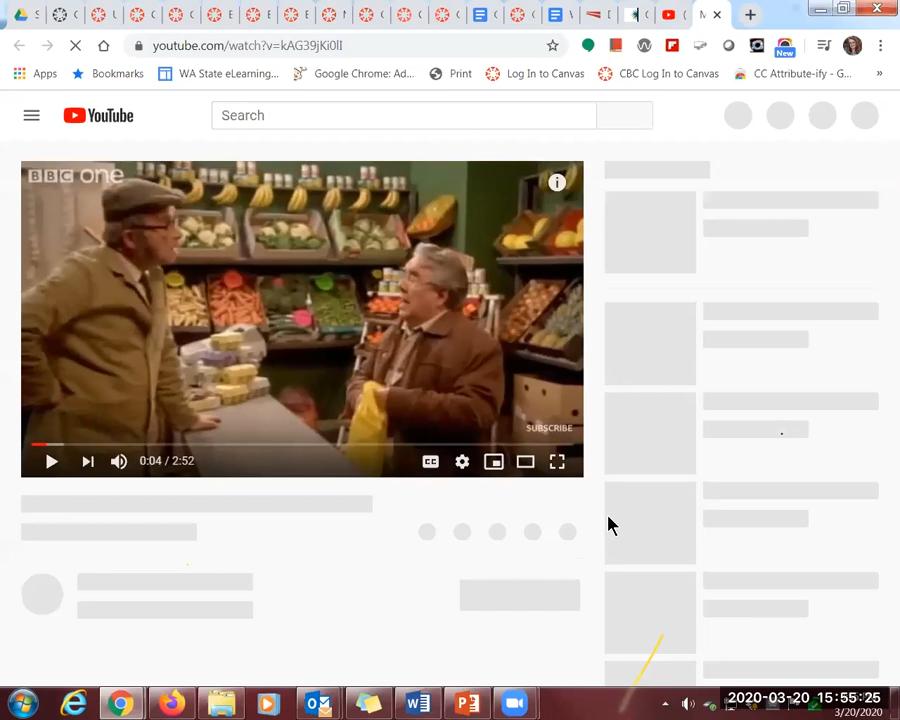 S
C
L
C
C
E
B
E
N
C
C
C
C
C
V
(
C
(
M
youtube.com/watch?v=kAG39jKi0lI
New
Apps
Bookmarks
WA State eLearning...
Google Chrome: Ad...
Print
Log In to Canvas
CBC Log In to Canvas
CC Attribute-ify - G...
»
YouTube
Search
BBC one
SUBSCRIBE
0:04 / 2:52
CC
2020-03-20 15:55:25
3/20/2020